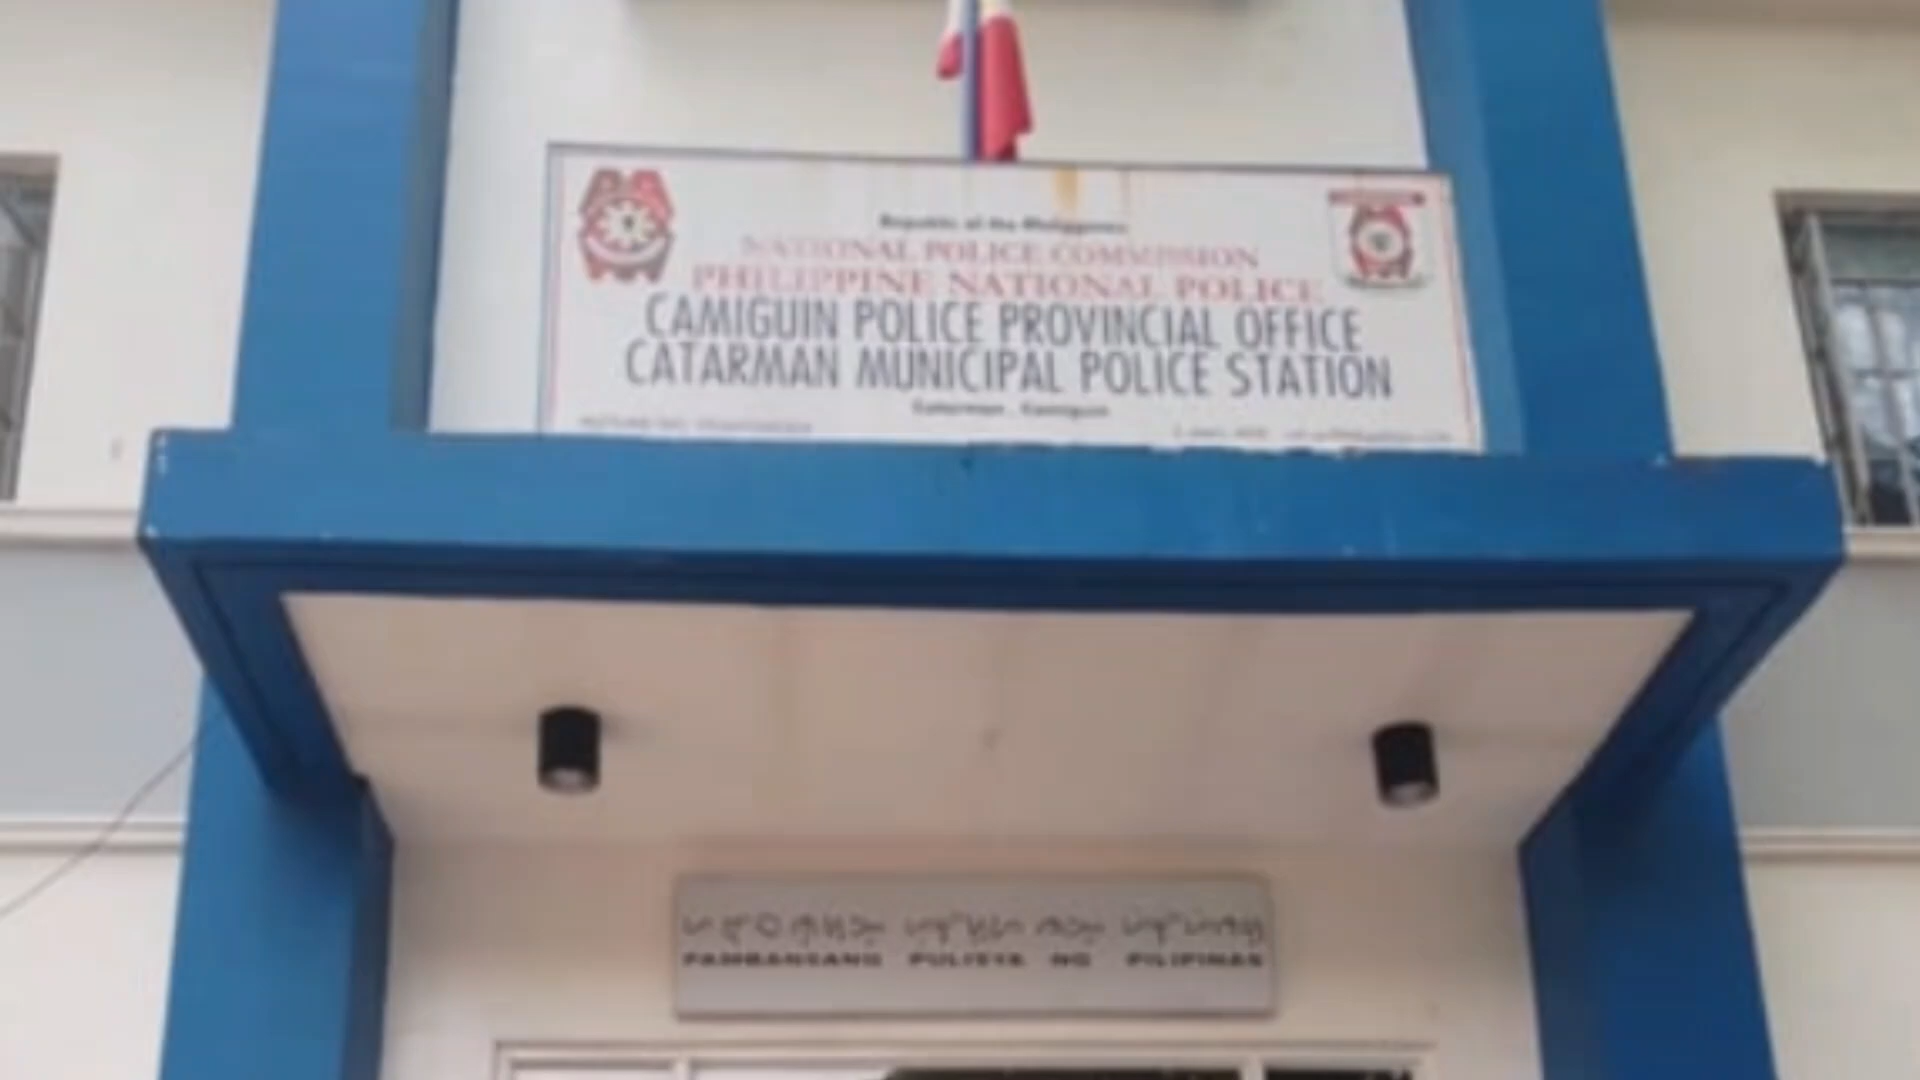 Republic of the Philippines
NATIONAL POLICE COMMISSION
PHILIPPINE NATIONAL POLICE
CAMIGUIN POLICE PROVINCIAL OFFICE
CATARMAN MUNICIPAL POLICE STATION
Catarman, Camiguin
PAMBANSANG PULISYA NG PILIPINAS